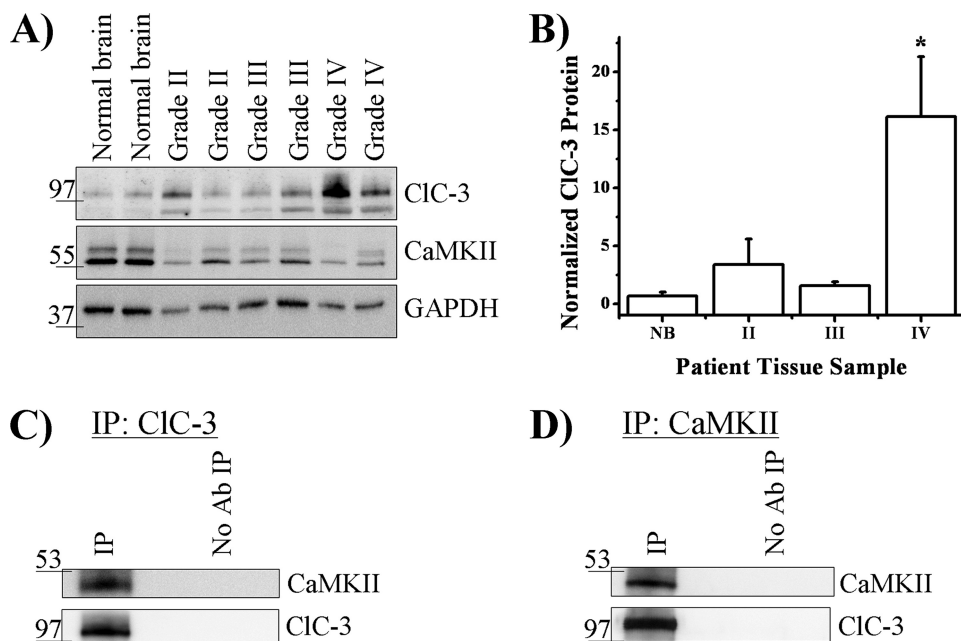 A)
Normal brain
Normal brain
Grade II
Grade II
Grade III
Grade III
Grade IV
Grade IV
97
ClC-3
55
CaMKII
37
GAPDH
B)
Normalized ClC-3 Protein
20
15
10
5
0
*
NB
II
III
IV
Patient Tissue Sample
C)
IP: ClC-3
IP
No Ab IP
53
CaMKII
97
ClC-3
D)
IP: CaMKII
IP
No Ab IP
53
CaMKII
97
ClC-3